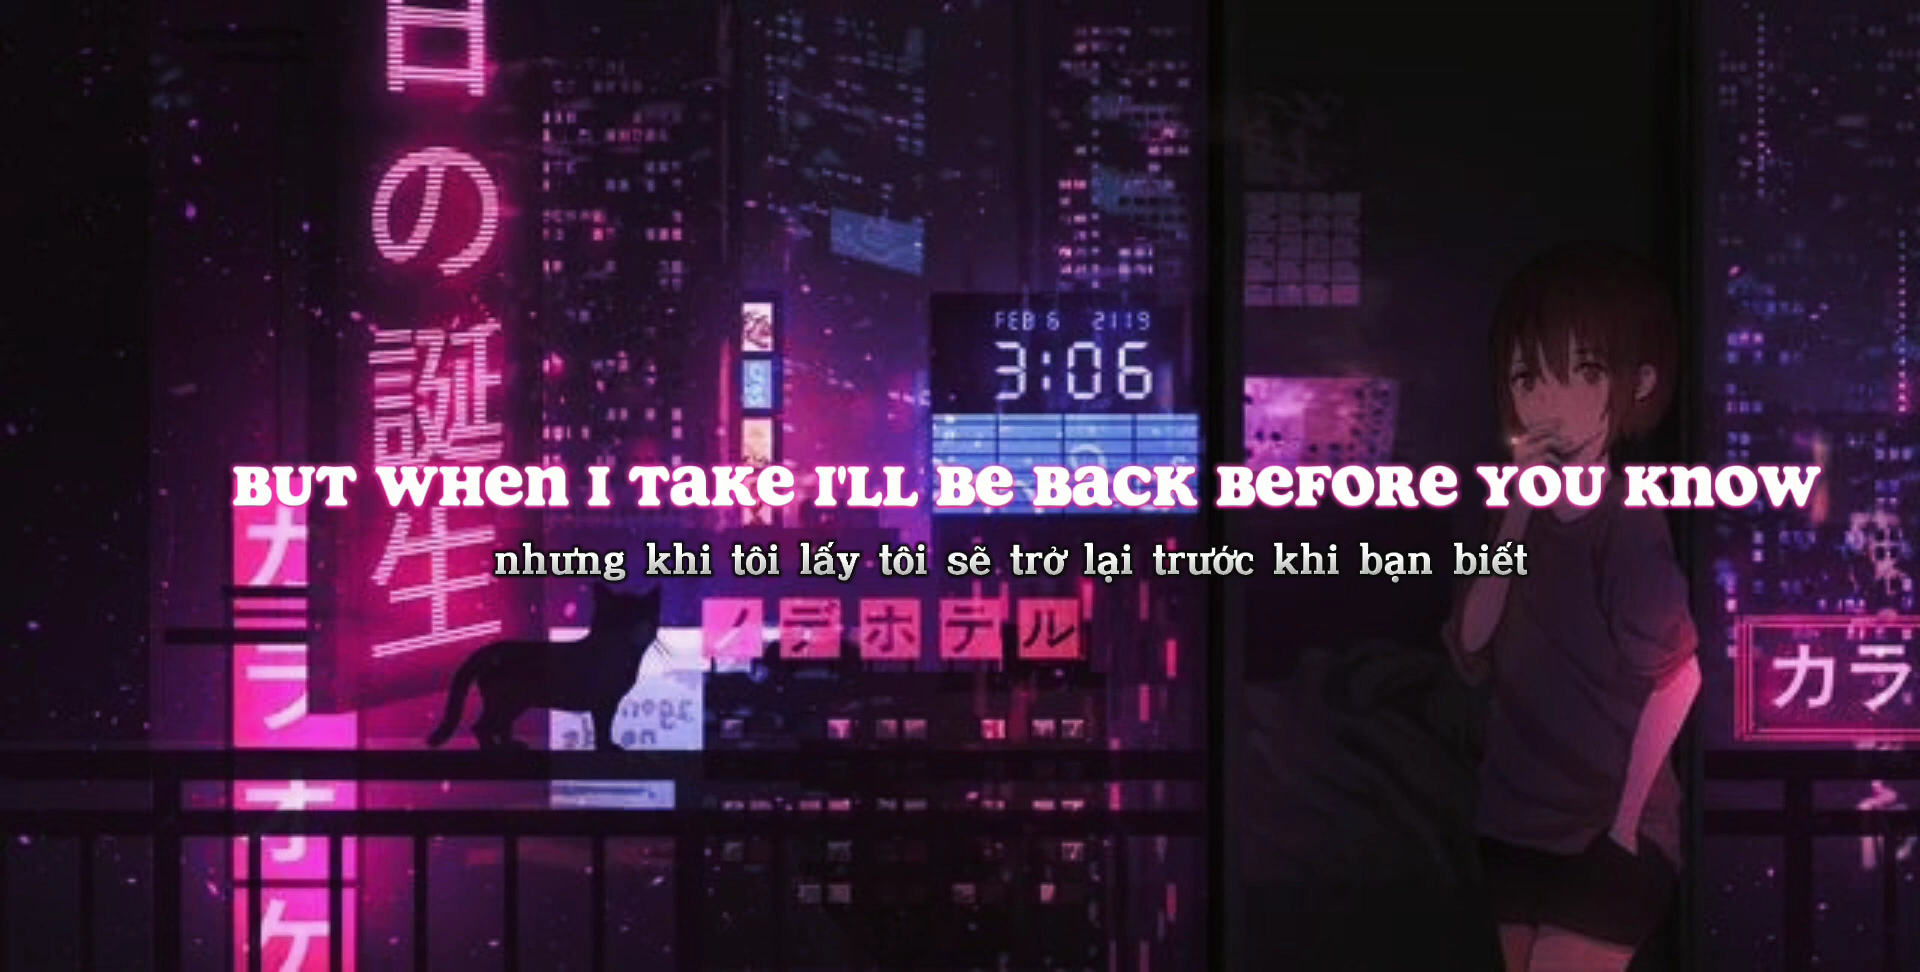 日の誕生
FEB 6 2119
3:06
BUT WHEN I TAKE I'LL BE BACK BEFORE YOU KNOW
nhưng khi tôi lấy tôi sẽ trở lại trước khi bạn biết
カラオケ
ノデホテル
カラ